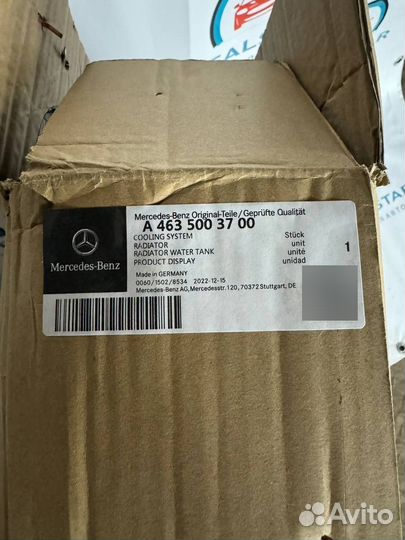 Mercedes-Benz Original-Teile/Geprüfte Qualität
A 463 500 37 00
COOLING SYSTEM
RADIATOR
RADIATOR WATER TANK
PRODUCT DISPLAY
Stück
unit
unité
unidad
1
Made in GERMANY
0060/1502/8534 2022-12-15
Mercedes-Benz AG, Mercedesstr.120, 70372 Stuttgart, DE
Mercedes-Benz
Avito